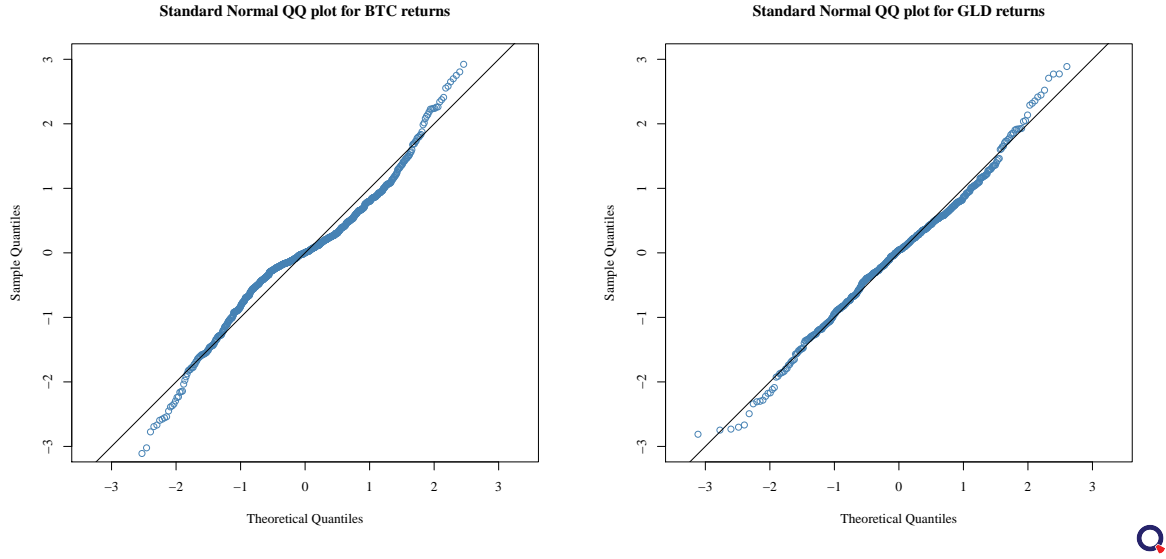 Standard Normal QQ plot for BTC returns
Sample Quantiles
3
2
1
0
−1
−2
−3
−3 −2 −1 0 1 2 3
Theoretical Quantiles
Standard Normal QQ plot for GLD returns
Sample Quantiles
3
2
1
0
−1
−2
−3
−3 −2 −1 0 1 2 3
Theoretical Quantiles